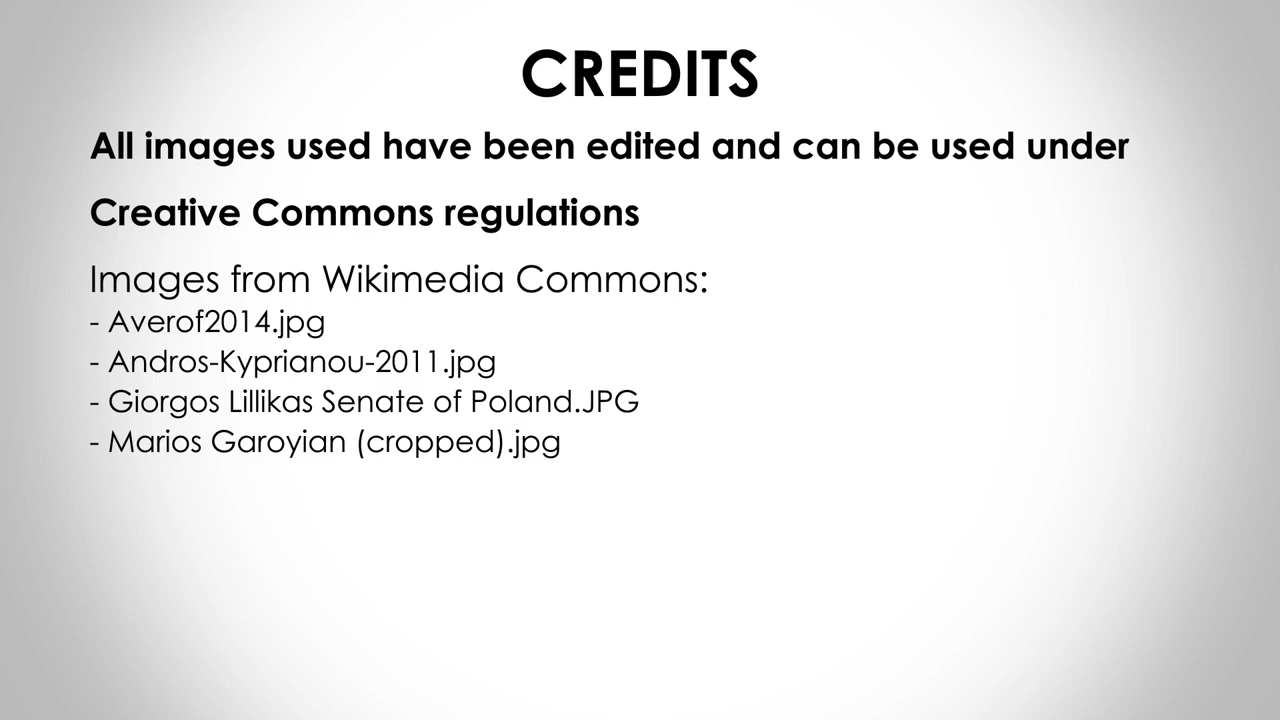 CREDITS
All images used have been edited and can be used under
Creative Commons regulations
Images from Wikimedia Commons:
- Averof2014.jpg
- Andros-Kyprianou-2011.jpg
- Giorgos Lillikas Senate of Poland.JPG
- Marios Garoyian (cropped).jpg